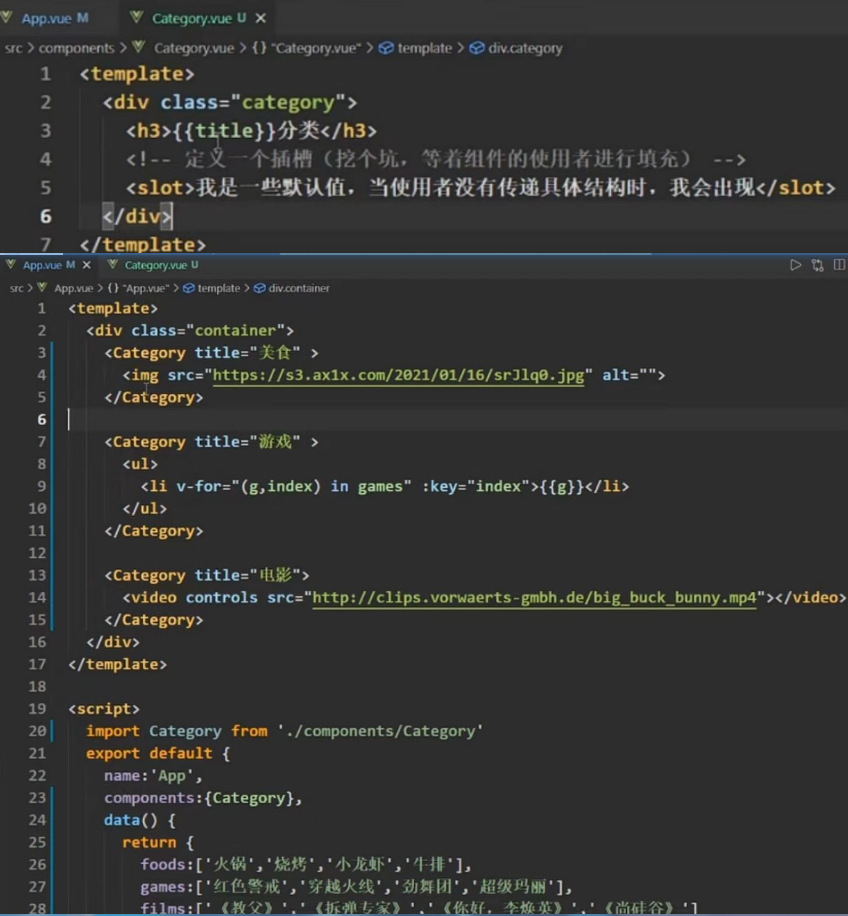 App.vue M Category.vue U ×
src > components > Category.vue > {} "Category.vue" > template > div.category
1 <template>
2 <div class="category">
3 <h3>{{title}}分类</h3>
4 <!-- 定义一个插槽（挖个坑，等着组件的使用者进行填充） -->
5 <slot>我是一些默认值，当使用者没有传递具体结构时，我会出现</slot>
6 </div>
7 </template>
App.vue M × Category.vue U
src > App.vue > {} "App.vue" > template > div.container
1 <template>
2 <div class="container">
3 <Category title="美食" >
4 <img src="https://s3.ax1x.com/2021/01/16/srJlq0.jpg" alt="">
5 </Category>
6
7 <Category title="游戏" >
8 <ul>
9 <li v-for="(g,index) in games" :key="index">{{g}}</li>
10 </ul>
11 </Category>
12
13 <Category title="电影">
14 <video controls src="http://clips.vorwaerts-gmbh.de/big_buck_bunny.mp4"></video>
15 </Category>
16 </div>
17 </template>
18
19 <script>
20 import Category from './components/Category'
21 export default {
22 name:'App',
23 components:{Category},
24 data() {
25 return {
26 foods:['火锅','烧烤','小龙虾','牛排'],
27 games:['红色警戒','穿越火线','劲舞团','超级玛丽'],
28 films:['《教父》','《拆弹专家》','《你好，李焕英》','《尚硅谷》']